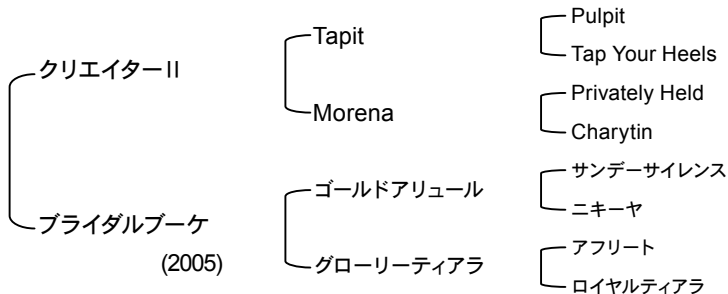 クリエイターII
ブライダルブーケ
(2005)
Tapit
Morena
ゴールドアリュール
グローリーティアラ
Pulpit
Tap Your Heels
Privately Held
Charytin
サンデーサイレンス
ニキーヤ
アフリート
ロイヤルティアラ